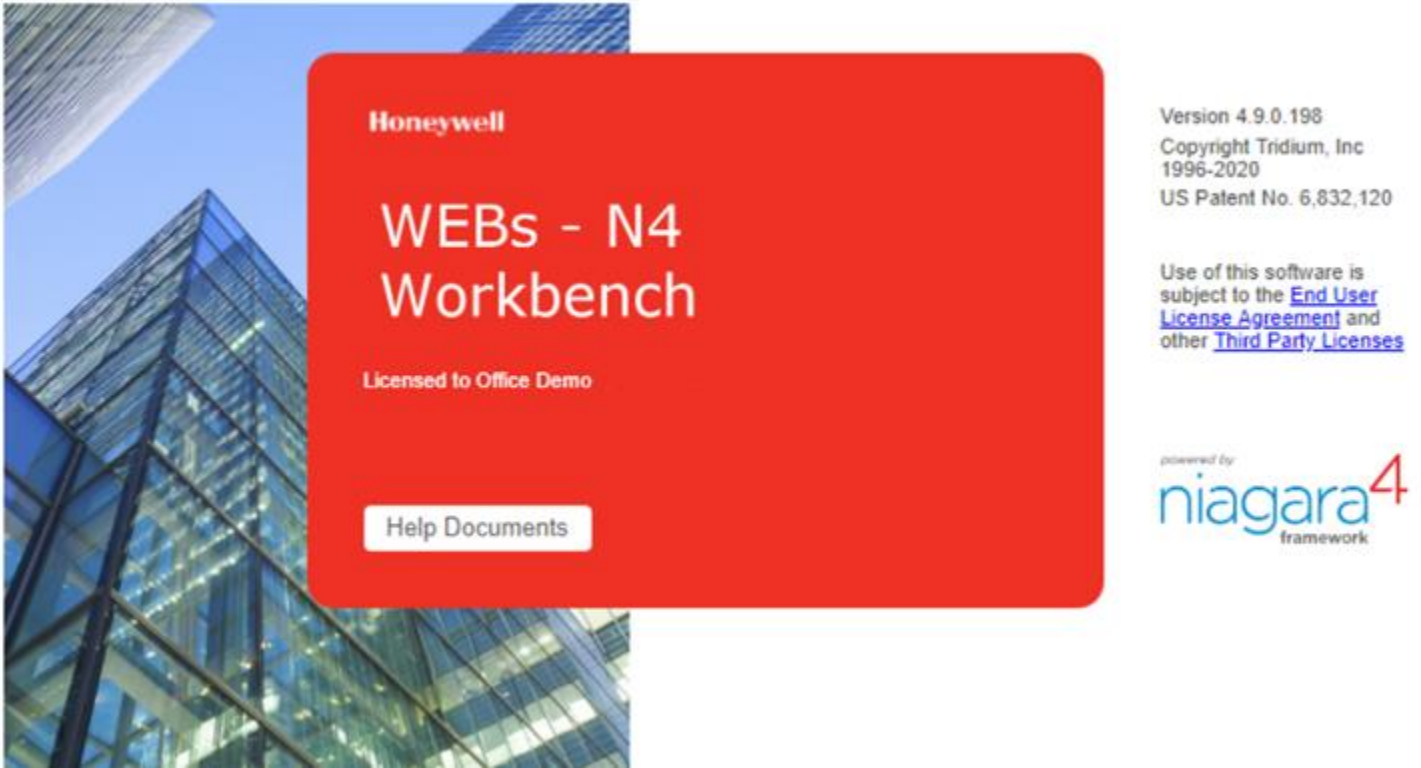 Honeywell
WEBs - N4
Workbench
Licensed to Office Demo
Help Documents
Version 4.9.0.198
Copyright Tridium, Inc
1996-2020
US Patent No. 6,832,120
Use of this software is
subject to the End User
License Agreement and
other Third Party Licenses
powered by
niagara4
framework